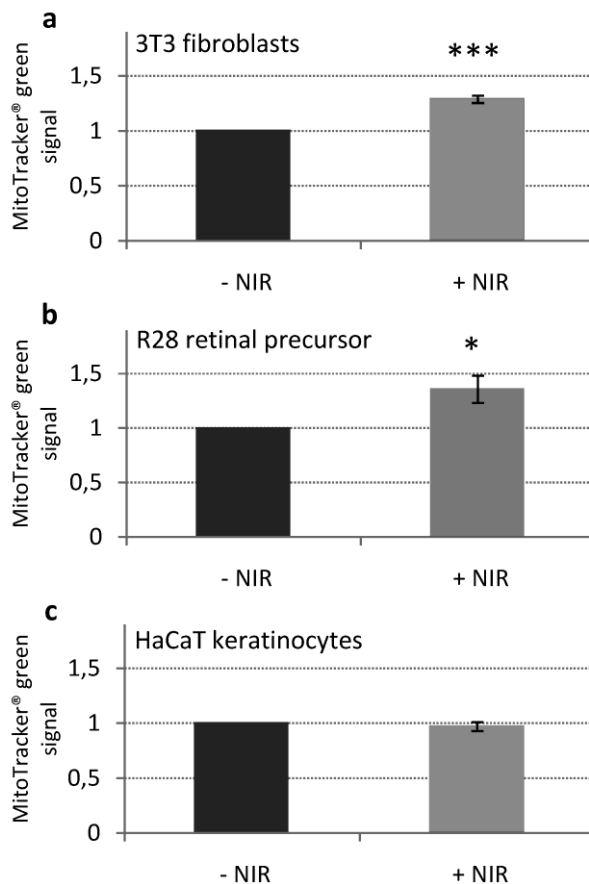 a
3T3 fibroblasts
***
MitoTracker® green
signal
1,5
1
0,5
0
- NIR + NIR
b
R28 retinal precursor
*
MitoTracker® green
signal
1,5
1
0,5
0
- NIR + NIR
c
HaCaT keratinocytes
MitoTracker® green
signal
1,5
1
0,5
0
- NIR + NIR